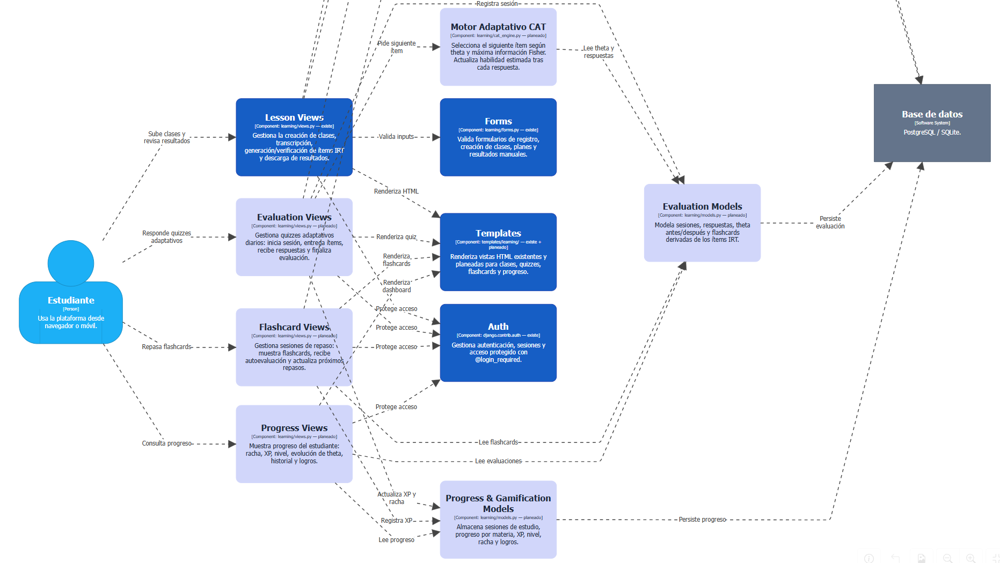 Registra sesión
Motor Adaptativo CAT
[Component: learning/cat_engine.py — planeado]
Selecciona el siguiente ítem según
theta y máxima información Fisher.
Actualiza habilidad estimada tras
cada respuesta.
Pide siguiente
ítem
Lee theta y
respuestas
Lesson Views
[Component: learning/views.py — existe]
Gestiona la creación de clases,
transcripción,
generación/verificación de ítems IRT
y descarga de resultados.
Sube clases y
revisa resultados
Valida inputs
Forms
[Component: learning/forms.py — existe]
Valida formularios de registro,
creación de clases, planes y
resultados manuales.
Base de datos
[Software System]
PostgreSQL / SQLite.
Renderiza HTML
Evaluation Views
[Component: learning/views.py — planeado]
Gestiona quizzes adaptativos
diarios: inicia sesión, entrega ítems,
recibe respuestas y finaliza
evaluación.
Responde quizzes
adaptativos
Renderiza quiz
Renderiza
flashcards
Renderiza
dashboard
Templates
[Component: templates/learning/ — existe +
planeado]
Renderiza vistas HTML existentes y
planeadas para clases, quizzes,
flashcards y progreso.
Evaluation Models
[Component: learning/models.py — planeado]
Modela sesiones, respuestas, theta
antes/después y flashcards
derivadas de los ítems IRT.
Persiste
evaluación
Estudiante
[Person]
Usa la plataforma desde
navegador o móvil.
Repasa flashcards
Flashcard Views
[Component: learning/views.py — planeado]
Gestiona sesiones de repaso:
muestra flashcards, recibe
autoevaluación y actualiza próximos
repasos.
Protege acceso
Protege acceso
Protege acceso
Protege acceso
Auth
[Component: django.contrib.auth — existe]
Gestiona autenticación, sesiones y
acceso protegido con
@login_required.
Consulta progreso
Progress Views
[Component: learning/views.py — planeado]
Muestra progreso del estudiante:
racha, XP, nivel, evolución de theta,
historial y logros.
Lee flashcards
Lee evaluaciones
Actualiza XP y
racha
Registra XP
Lee progreso
Progress & Gamification
Models
[Component: learning/models.py — planeado]
Almacena sesiones de estudio,
progreso por materia, XP, nivel,
racha y logros.
Persiste progreso